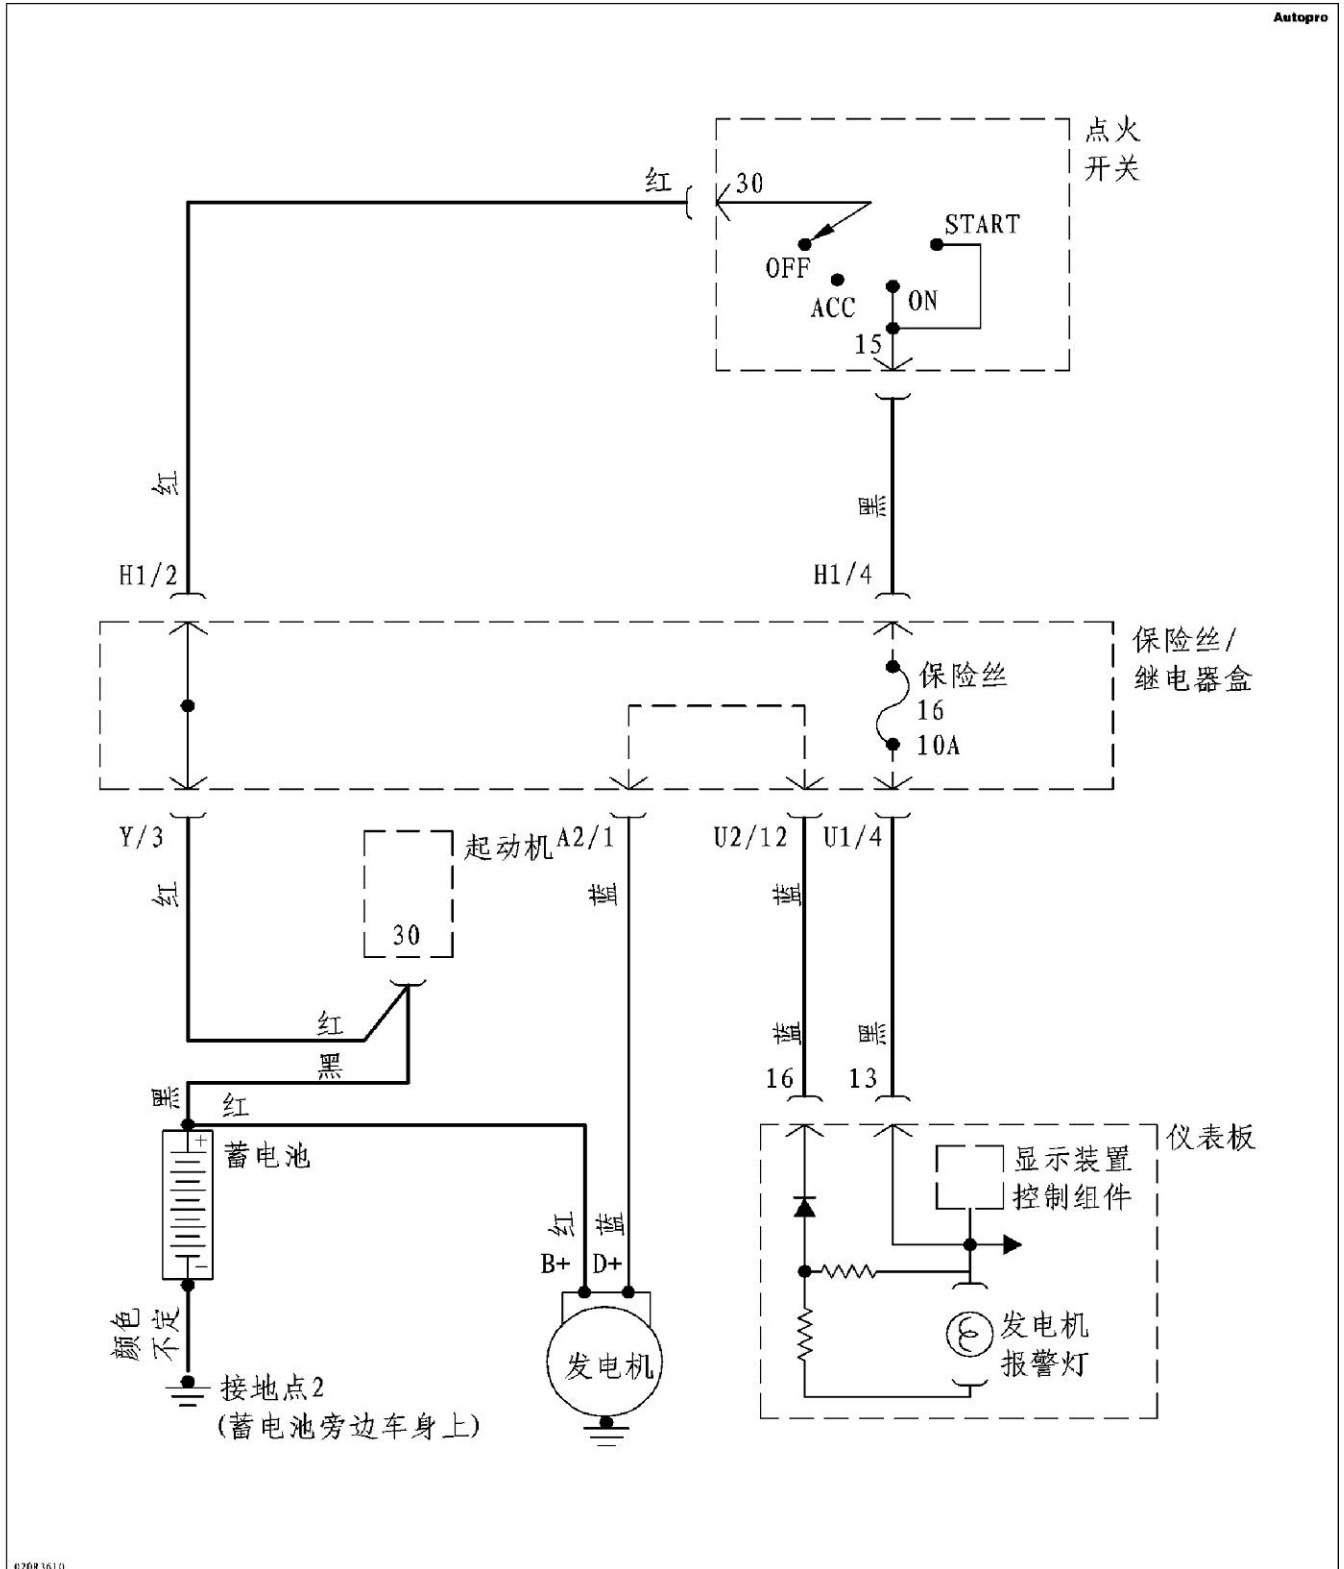 Autopro
点火
开关
红
30
START
OFF
ACC
ON
15
红
黑
H1/2
H1/4
保险丝/
继电器盒
保险丝
16
10A
Y/3
起动机
A2/1
U2/12
U1/4
红
蓝
蓝
30
红
蓝
黑
黑
16
13
黑
红
+
蓄电池
仪表板
显示装置
控制组件
红
蓝
B+
D+
-
颜色
不定
发电机
报警灯
发电机
接地点2
(蓄电池旁边车身上)